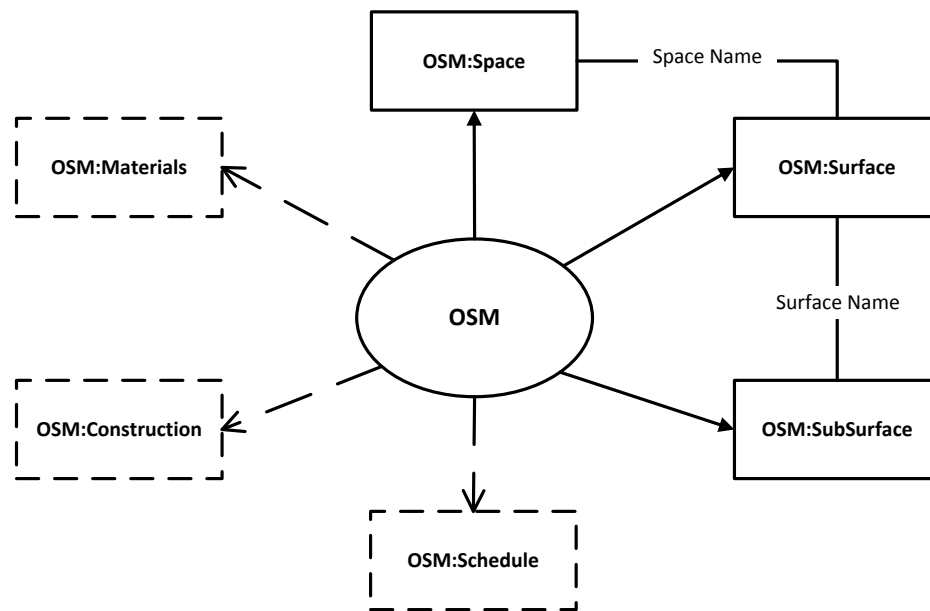 OSM:Space
Space Name
OSM:Materials
OSM:Surface
OSM
Surface Name
OSM:Construction
OSM:SubSurface
OSM:Schedule